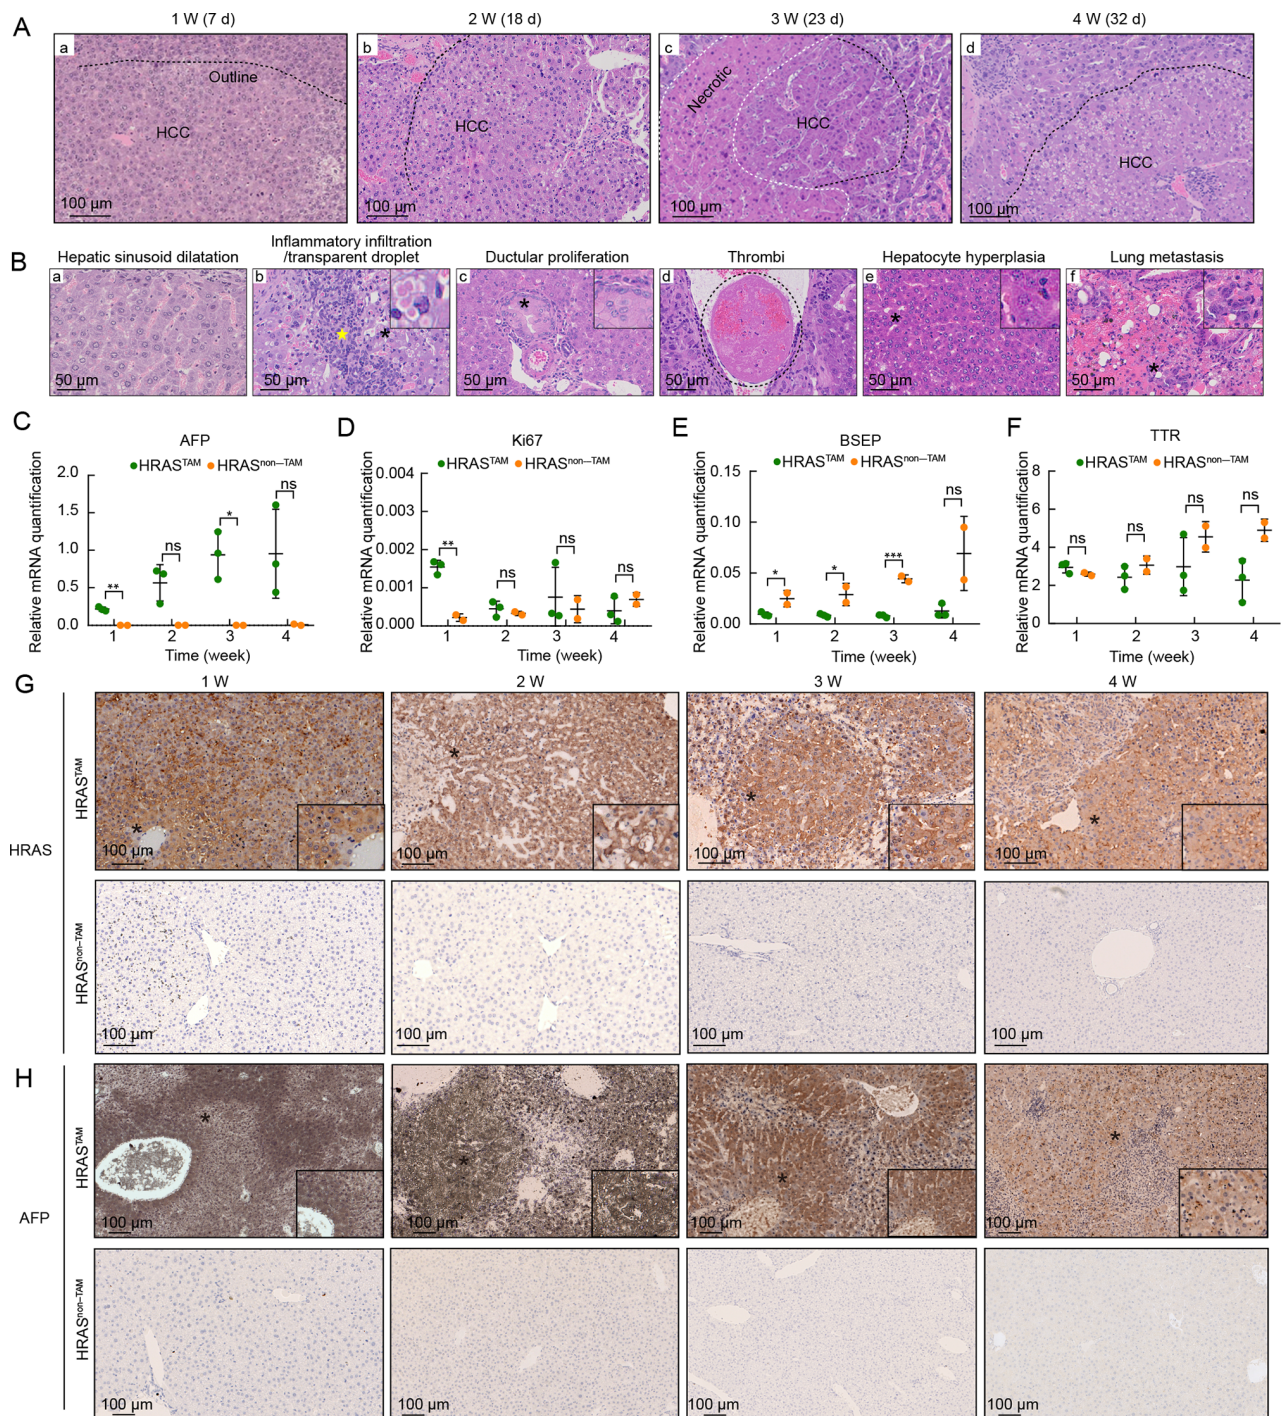 A
1 W (7 d)
2 W (18 d)
3 W (23 d)
4 W (32 d)
a
Outline
HCC
100 µm
b
HCC
100 µm
c
Necrotic
HCC
100 µm
d
HCC
100 µm
B
Hepatic sinusoid dilatation
Inflammatory infiltration
/transparent droplet
Ductular proliferation
Thrombi
Hepatocyte hyperplasia
Lung metastasis
a
50 µm
b
★
*
50 µm
c
*
50 µm
d
50 µm
e
*
50 µm
f
*
50 µm
C
AFP
HRAS^TAM HRAS^non—TAM
Relative mRNA quantification
2.0
1.5
1.0
0.5
0.0
** ns * ns
1 2 3 4
Time (week)
D
Ki67
HRAS^TAM HRAS^non—TAM
Relative mRNA quantification
0.004
0.003
0.002
0.001
0.000
** ns ns ns
1 2 3 4
Time (week)
E
BSEP
HRAS^TAM HRAS^non—TAM
Relative mRNA quantification
0.15
0.10
0.05
0.00
* * *** ns
1 2 3 4
Time (week)
F
TTR
HRAS^TAM HRAS^non—TAM
Relative mRNA quantification
8
6
4
2
0
ns ns ns ns
1 2 3 4
Time (week)
G
1 W
2 W
3 W
4 W
HRAS
HRAS^TAM
*
100 µm
*
100 µm
*
100 µm
*
100 µm
HRAS^non–TAM
100 µm
100 µm
100 µm
100 µm
H
AFP
HRAS^TAM
*
100 µm
*
100 µm
*
100 µm
*
100 µm
HRAS^non–TAM
100 µm
100 µm
100 µm
100 µm